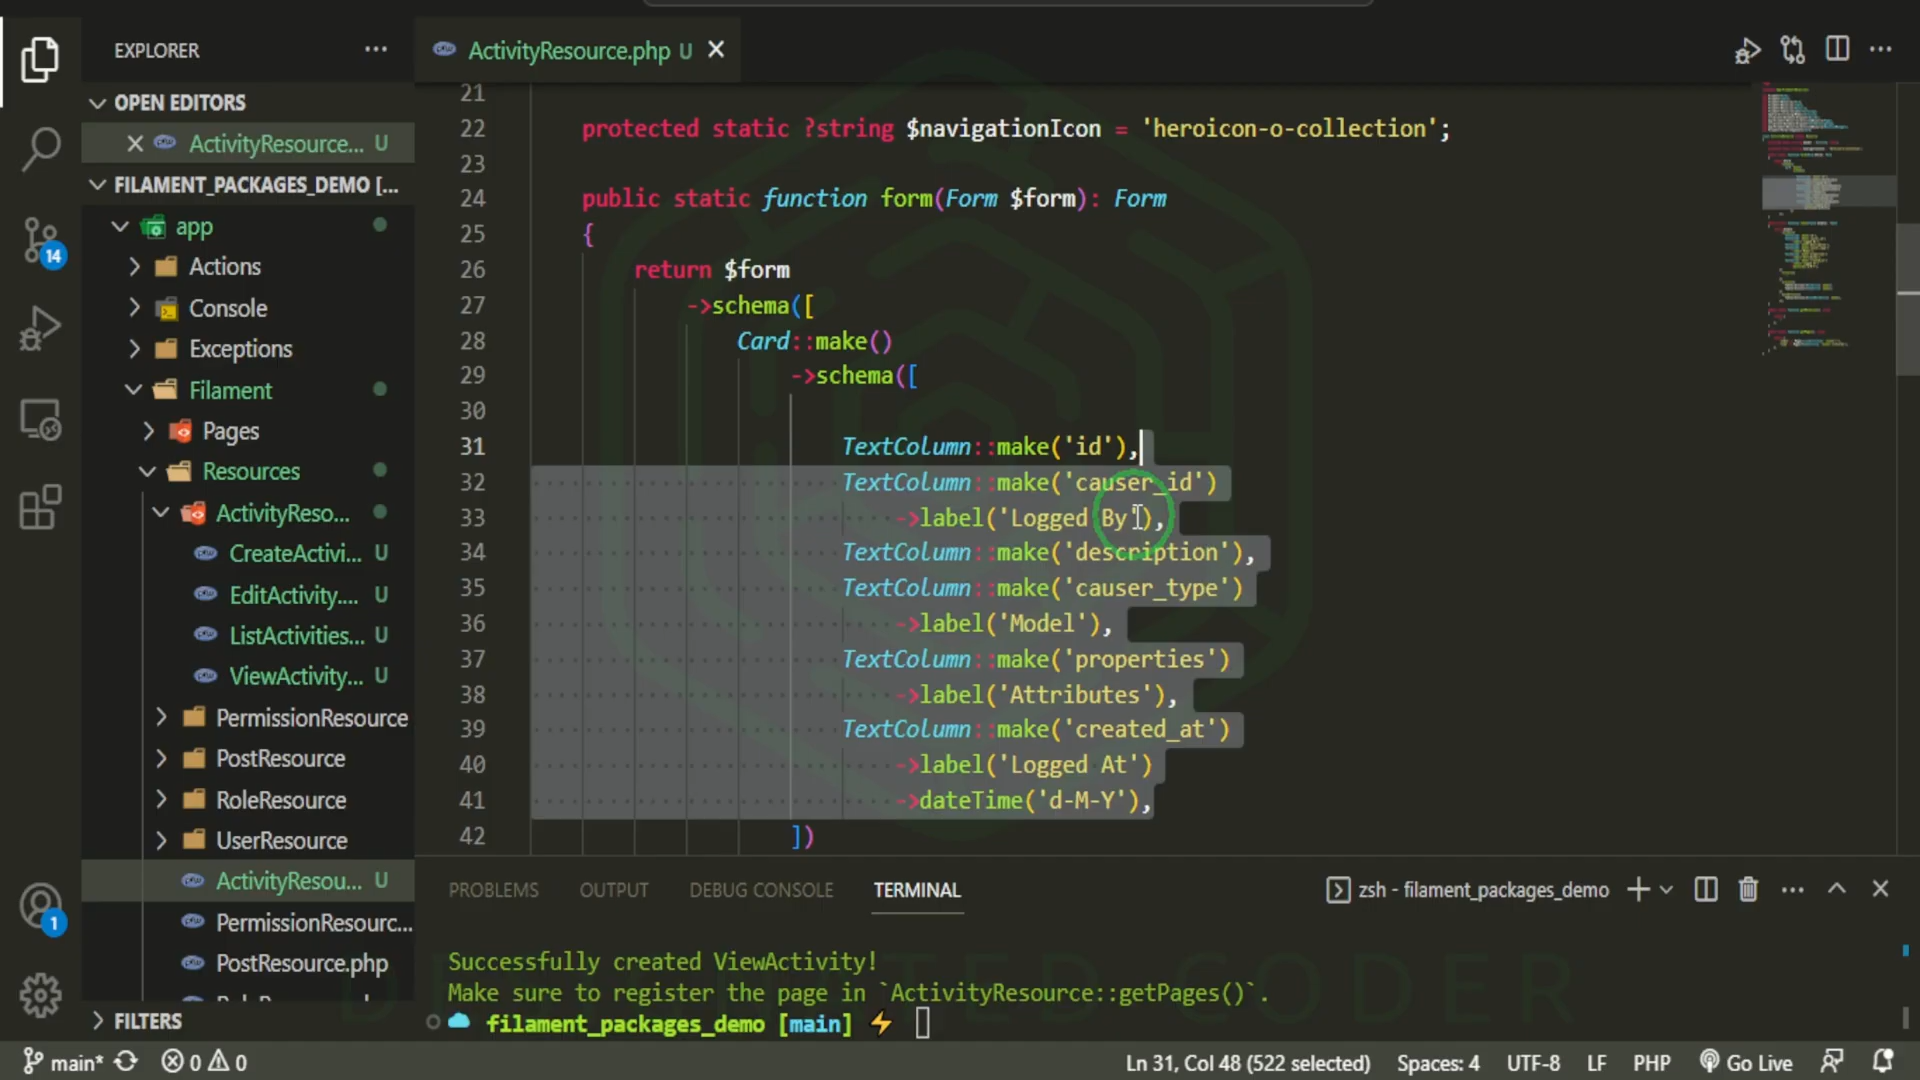 EXPLORER
ActivityResource.php U
OPEN EDITORS
ActivityResource... U
FILAMENT_PACKAGES_DEMO [...
app
Actions
Console
Exceptions
Filament
Pages
Resources
ActivityReso...
CreateActivi... U
EditActivity.... U
ListActivities... U
ViewActivity... U
PermissionResource
PostResource
RoleResource
UserResource
ActivityResou... U
PermissionResourc...
PostResource.php
FILTERS
14
1
21
22 protected static ?string $navigationIcon = 'heroicon-o-collection';
23
24 public static function form(Form $form): Form
25 {
26 return $form
27 ->schema([
28 Card::make()
29 ->schema([
30
31 TextColumn::make('id'),
32 TextColumn::make('causer_id')
33 ->label('Logged By'),
34 TextColumn::make('description'),
35 TextColumn::make('causer_type')
36 ->label('Model'),
37 TextColumn::make('properties')
38 ->label('Attributes'),
39 TextColumn::make('created_at')
40 ->label('Logged At')
41 ->dateTime('d-M-Y'),
42 ])
PROBLEMS OUTPUT DEBUG CONSOLE TERMINAL zsh - filament_packages_demo
Successfully created ViewActivity!
Make sure to register the page in `ActivityResource::getPages()`.
filament_packages_demo [main]
main* 0 0 Ln 31, Col 48 (522 selected) Spaces: 4 UTF-8 LF PHP Go Live